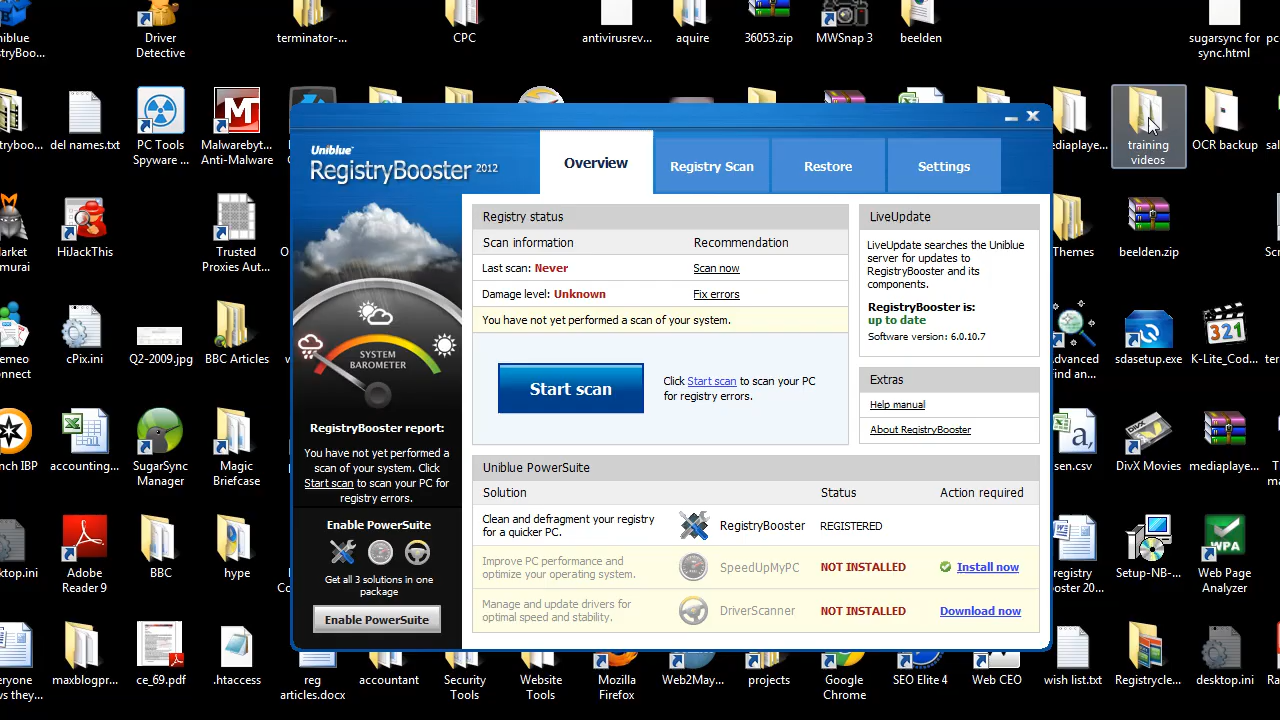 Uniblue
RegistryBoo...
Driver
Detective
terminator-...
CPC
antivirusrev...
aquire
36053.zip
MWSnap 3
beelden
sugarsync for
sync.html
del names.txt
PC Tools
Spyware ...
Malwarebyt...
Anti-Malware
mediaplaye...
training
videos
OCR backup
Uniblue™
RegistryBooster 2012
Overview
Registry Scan
Restore
Settings
Registry status
Scan information
Recommendation
Last scan: Never
Scan now
Damage level: Unknown
Fix errors
You have not yet performed a scan of your system.
Start scan
Click Start scan to scan your PC
for registry errors.
LiveUpdate
LiveUpdate searches the Uniblue
server for updates to
RegistryBooster and its
components.
RegistryBooster is:
up to date
Software version: 6.0.10.7
Extras
Help manual
About RegistryBooster
SYSTEM
BAROMETER
RegistryBooster report:
You have not yet performed a
scan of your system. Click
Start scan to scan your PC for
registry errors.
Enable PowerSuite
Get all 3 solutions in one
package
Enable PowerSuite
Uniblue PowerSuite
Solution
Status
Action required
Clean and defragment your registry
for a quicker PC.
RegistryBooster
REGISTERED
Improve PC performance and
optimize your operating system.
SpeedUpMyPC
NOT INSTALLED
Install now
Manage and update drivers for
optimal speed and stability.
DriverScanner
NOT INSTALLED
Download now
HiJackThis
Trusted
Proxies Aut...
Themes
beelden.zip
cPix.ini
Q2-2009.jpg
BBC Articles
Advanced
Find an...
sdasetup.exe
K-Lite_Cod...
accounting...
SugarSync
Manager
Magic
Briefcase
sen.csv
DivX Movies
mediaplaye...
desktop.ini
Adobe
Reader 9
BBC
hype
registry
booster 20...
Setup-NB-...
WPA
Web Page
Analyzer
maxblogpr...
ce_69.pdf
.htaccess
reg
articles.docx
accountant
Security
Tools
Website
Tools
Mozilla
Firefox
Web2May...
projects
Google
Chrome
SEO Elite 4
Web CEO
wish list.txt
Registrycle...
desktop.ini